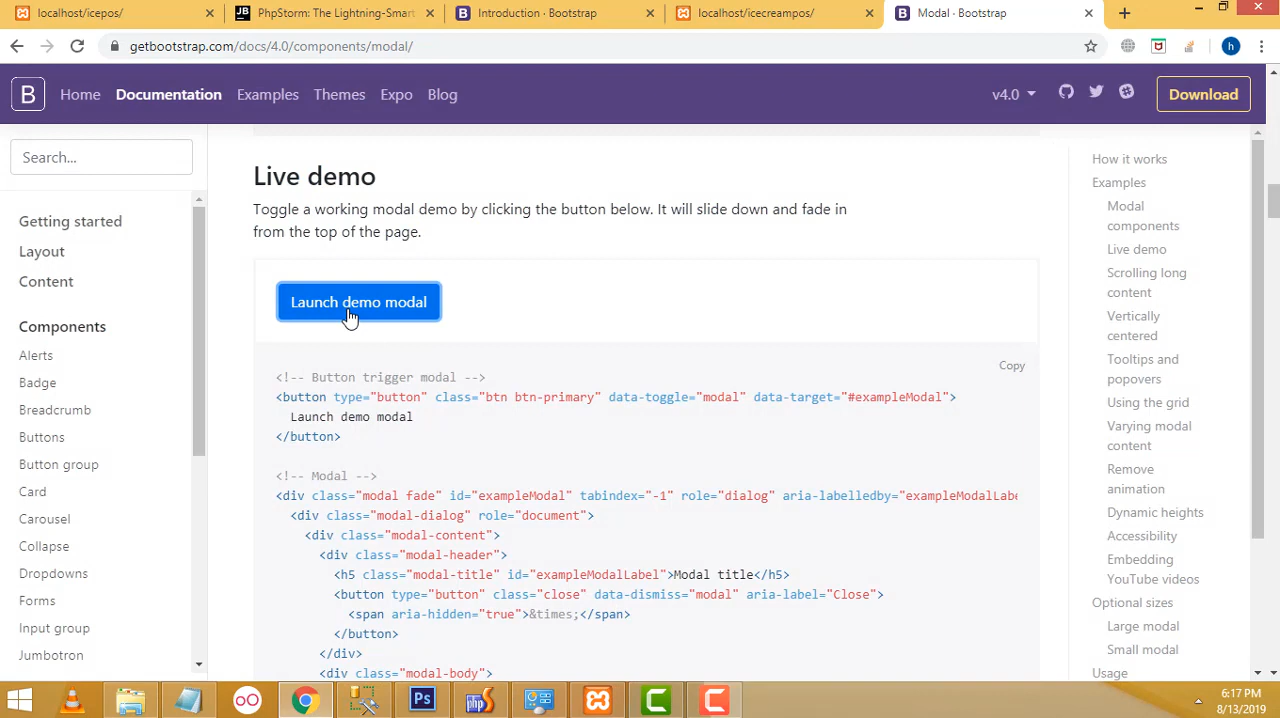 localhost/icepos/
PhpStorm: The Lightning-Smart
Introduction · Bootstrap
localhost/icecreampos/
Modal · Bootstrap
getbootstrap.com/docs/4.0/components/modal/
h
B
Home
Documentation
Examples
Themes
Expo
Blog
v4.0
Download
Search...
Getting started
Layout
Content
Components
Alerts
Badge
Breadcrumb
Buttons
Button group
Card
Carousel
Collapse
Dropdowns
Forms
Input group
Jumbotron
Live demo
Toggle a working modal demo by clicking the button below. It will slide down and fade in
from the top of the page.
Launch demo modal
Copy
<!-- Button trigger modal -->
<button type="button" class="btn btn-primary" data-toggle="modal" data-target="#exampleModal">
Launch demo modal
</button>
<!-- Modal -->
<div class="modal fade" id="exampleModal" tabindex="-1" role="dialog" aria-labelledby="exampleModalLabe
<div class="modal-dialog" role="document">
<div class="modal-content">
<div class="modal-header">
<h5 class="modal-title" id="exampleModalLabel">Modal title</h5>
<button type="button" class="close" data-dismiss="modal" aria-label="Close">
<span aria-hidden="true">&times;</span>
</button>
</div>
<div class="modal-body">
How it works
Examples
Modal
components
Live demo
Scrolling long
content
Vertically
centered
Tooltips and
popovers
Using the grid
Varying modal
content
Remove
animation
Dynamic heights
Accessibility
Embedding
YouTube videos
Optional sizes
Large modal
Small modal
Usage
Ps
php
6:17 PM
8/13/2019